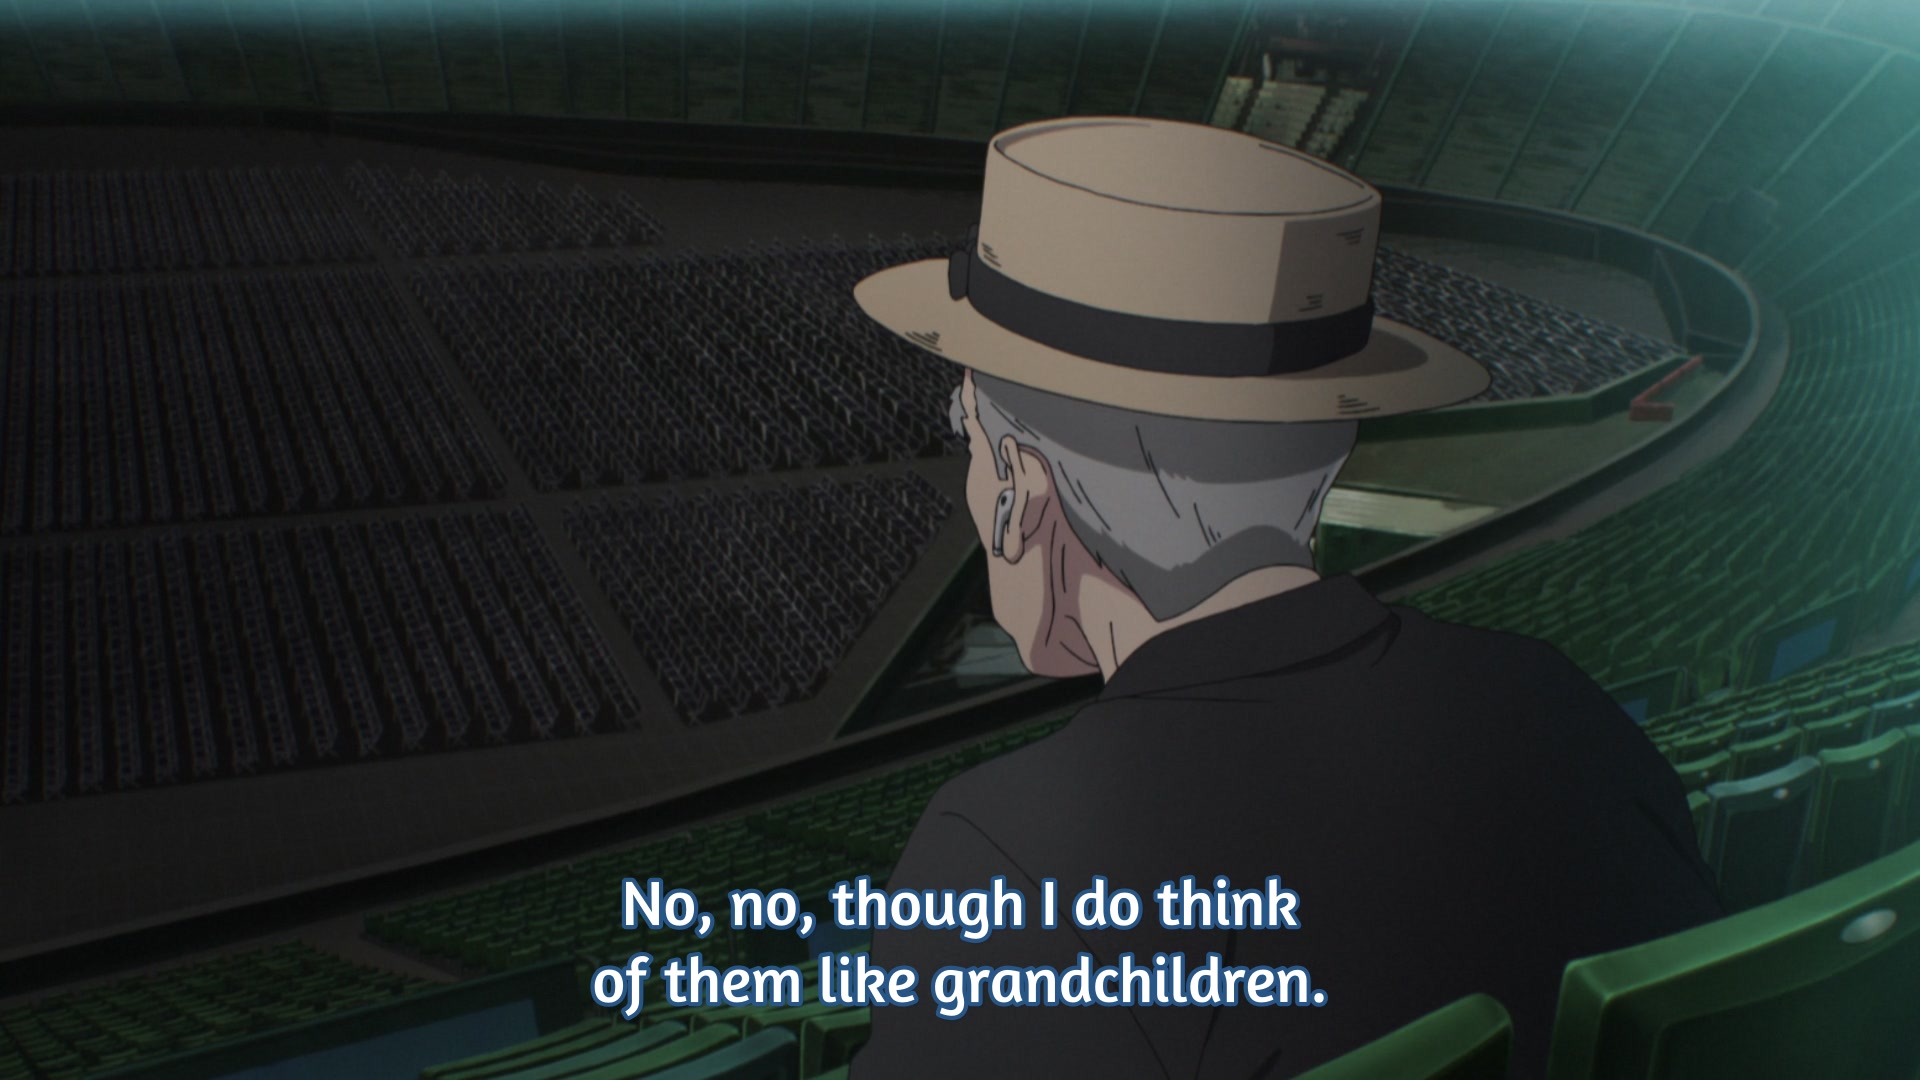 No, no, though I do think
of them like grandchildren.